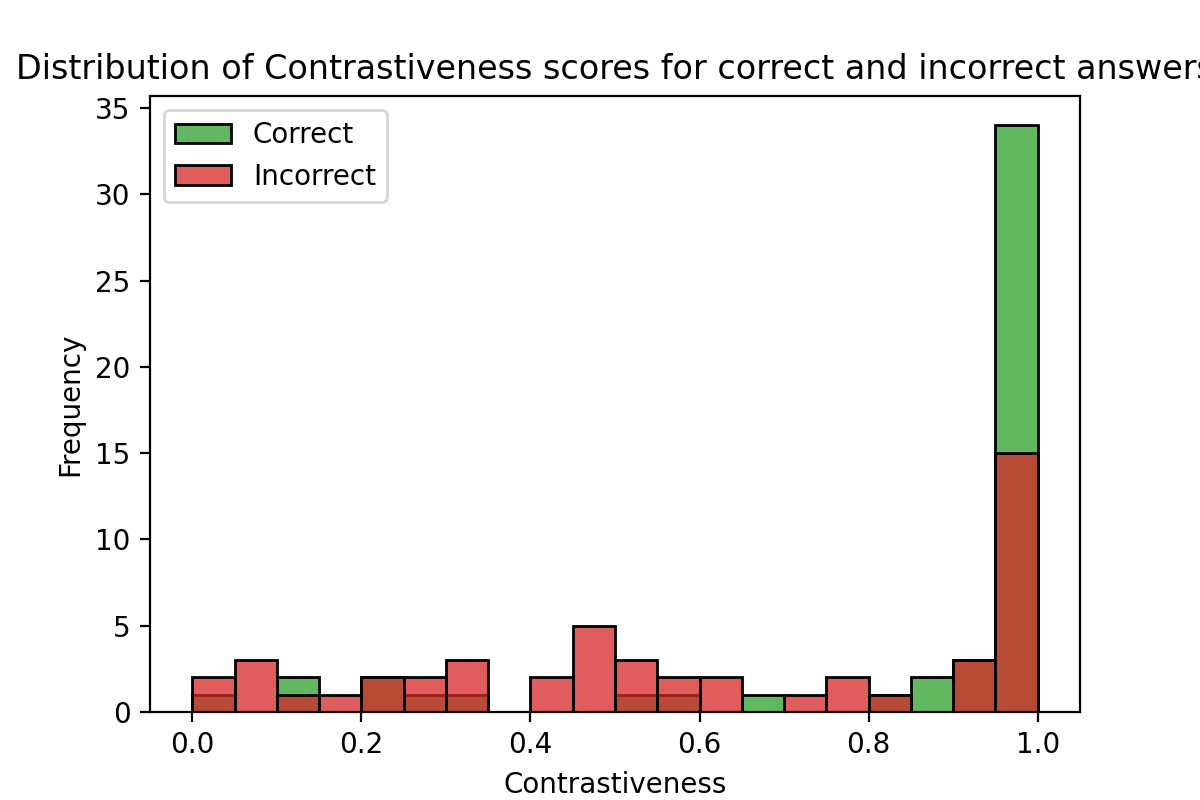 Distribution of Contrastiveness scores for correct and incorrect answers
Correct
Incorrect
35
30
25
20
15
10
5
0
Frequency
0.0 0.2 0.4 0.6 0.8 1.0
Contrastiveness